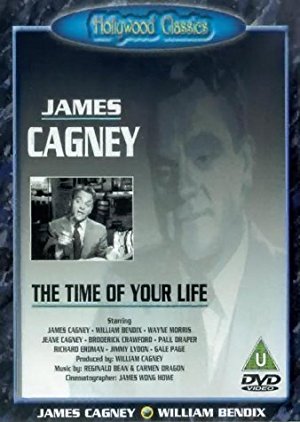 Hollywood Classics
JAMES
CAGNEY
THE TIME OF YOUR LIFE
Starring
JAMES CAGNEY - WILLIAM BENDIX - WAYNE MORRIS
JEANE CAGNEY - BRODERICK CRAWFORD - PAUL DRAPER
RICHARD ERDMAN - JIMMY LYDON - GALE PAGE
Produced by: WILLIAM CAGNEY
Music by: REGINALD BEAN & CARMEN DRAGON
Cinematographer: JAMES WONG HOWE
U
DVD
VIDEO
JAMES CAGNEY WILLIAM BENDIX